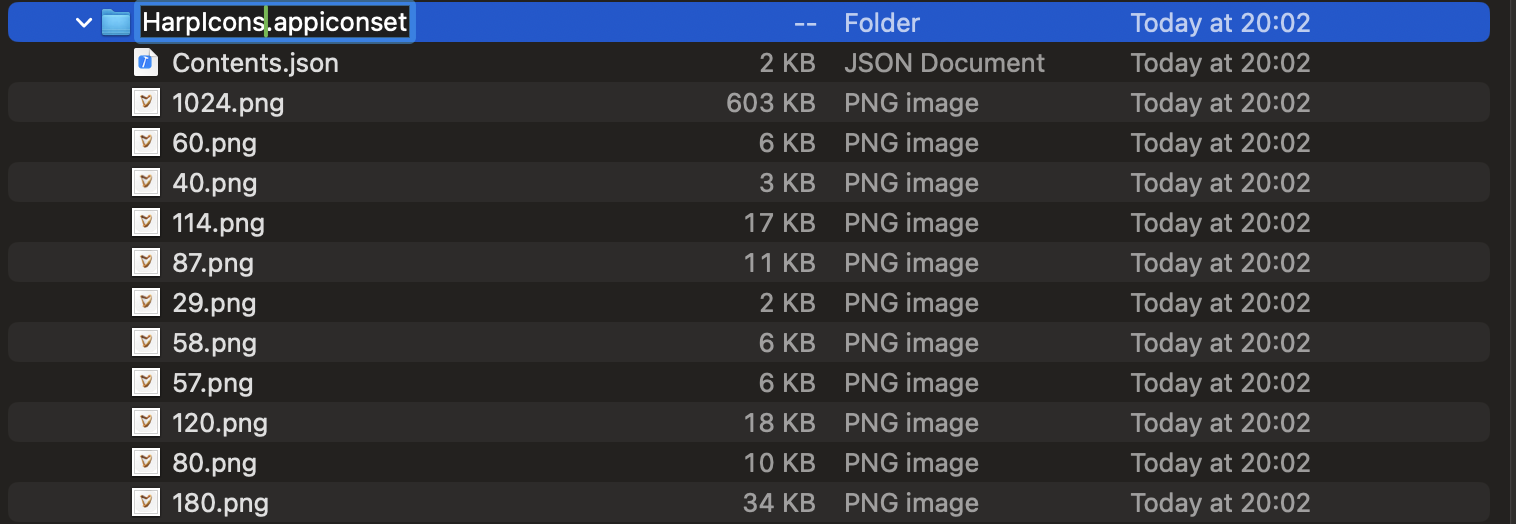 HarpIcons.appiconset -- Folder Today at 20:02
Contents.json 2 KB JSON Document Today at 20:02
1024.png 603 KB PNG image Today at 20:02
60.png 6 KB PNG image Today at 20:02
40.png 3 KB PNG image Today at 20:02
114.png 17 KB PNG image Today at 20:02
87.png 11 KB PNG image Today at 20:02
29.png 2 KB PNG image Today at 20:02
58.png 6 KB PNG image Today at 20:02
57.png 6 KB PNG image Today at 20:02
120.png 18 KB PNG image Today at 20:02
80.png 10 KB PNG image Today at 20:02
180.png 34 KB PNG image Today at 20:02